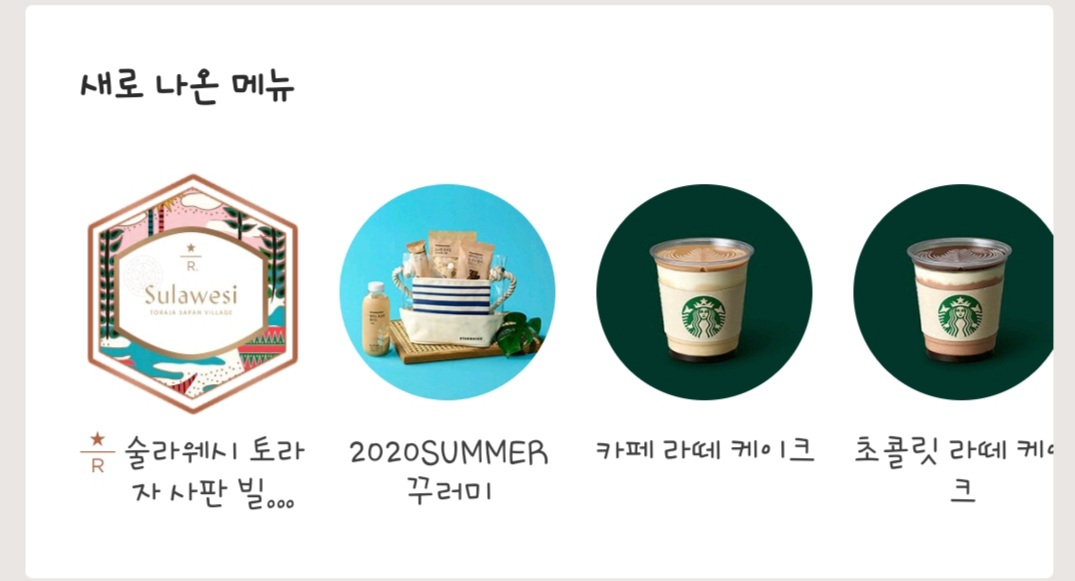 새로 나온 메뉴
R.
Sulawesi
TORAJA SAPAN VILLAGE
R
술라웨시 토라
자 사판 빌...
2020SUMMER
꾸러미
카페 라떼 케이크
초콜릿 라떼 케이
크